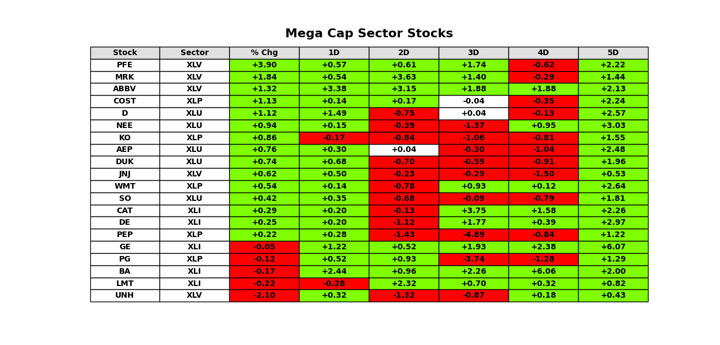 Mega Cap Sector Stocks
Stock Sector % Chg 1D 2D 3D 4D 5D
PFE XLV +3.90 +0.57 +0.61 +1.74 -0.62 +2.22
MRK XLV +1.84 +0.54 +3.63 +1.40 -0.29 +1.44
ABBV XLV +1.32 +3.38 +3.15 +1.88 +1.88 +2.13
COST XLP +1.13 +0.14 +0.17 -0.04 -0.35 +2.24
D XLU +1.12 +1.49 -0.75 +0.04 -0.13 +2.57
NEE XLU +0.94 +0.15 -0.39 -1.37 +0.95 +3.03
KO XLP +0.86 -0.17 -0.84 -1.06 -0.81 +1.55
AEP XLU +0.76 +0.30 +0.04 -0.30 -1.04 +2.48
DUK XLU +0.74 +0.68 -0.70 -0.59 -0.91 +1.96
JNJ XLV +0.62 +0.50 -0.23 -0.29 -1.50 +0.53
WMT XLP +0.54 +0.14 -0.78 +0.93 +0.12 +2.64
SO XLU +0.42 +0.35 -0.68 -0.09 -0.79 +1.81
CAT XLI +0.29 +0.20 -0.13 +3.75 +1.58 +2.26
DE XLI +0.25 +0.20 -1.12 +1.77 +0.39 +2.97
PEP XLP +0.22 +0.28 -1.43 -4.89 -0.84 +1.22
GE XLI -0.05 +1.22 +0.52 +1.93 +2.38 +6.07
PG XLP -0.12 +0.52 +0.93 -3.74 -1.28 +1.29
BA XLI -0.17 +2.44 +0.96 +2.26 +6.06 +2.00
LMT XLI -0.22 -0.28 +2.32 +0.70 +0.32 +0.82
UNH XLV -2.10 +0.32 -1.32 -0.87 +0.18 +0.43